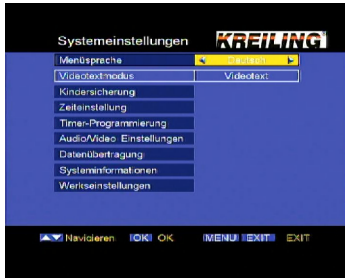 Systemeinstellungen KREILING
Menüsprache Deutsch
Videotextmodus Videotext
Kindersicherung
Zeiteinstellung
Timer-Programmierung
Audio/Video Einstellungen
Datenübertragung
Systeminformationen
Werkseinstellungen
Navigieren OK OK MENU EXIT EXIT